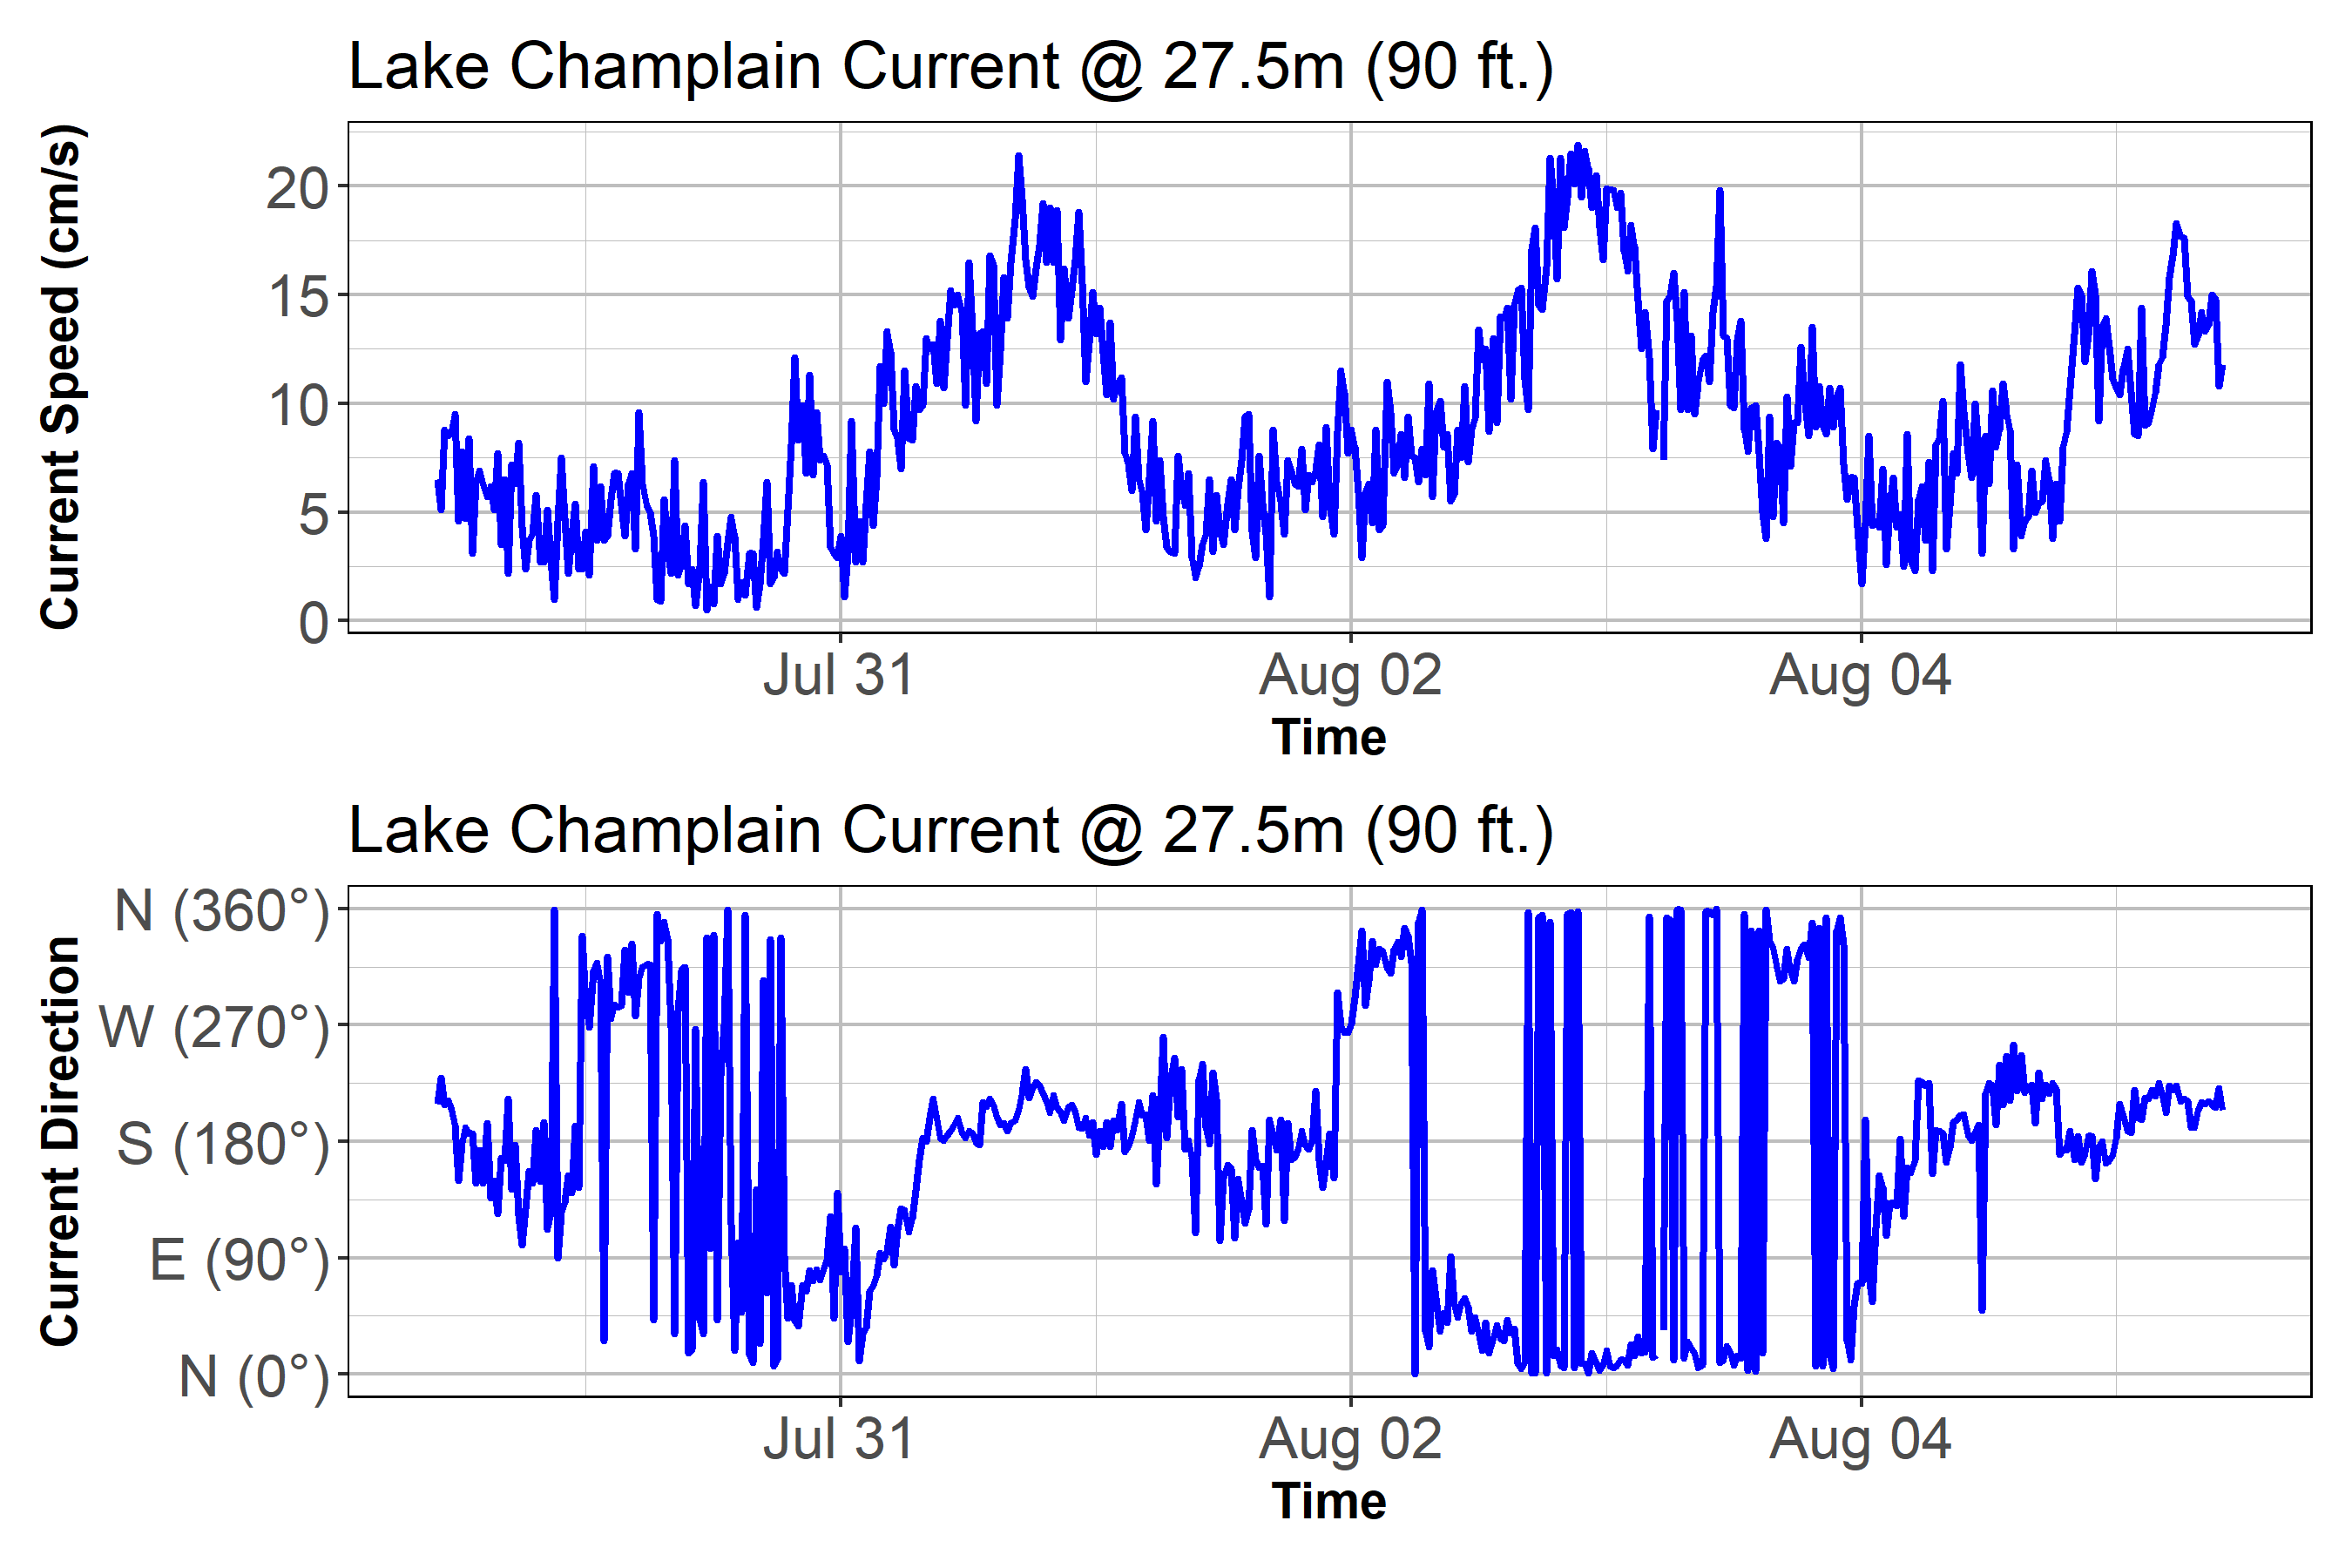 Lake Champlain Current @ 27.5m (90 ft.)
Current Speed (cm/s)
20
15
10
5
0
Jul 31
Aug 02
Aug 04
Time
Lake Champlain Current @ 27.5m (90 ft.)
Current Direction
N (360°)
W (270°)
S (180°)
E (90°)
N (0°)
Jul 31
Aug 02
Aug 04
Time